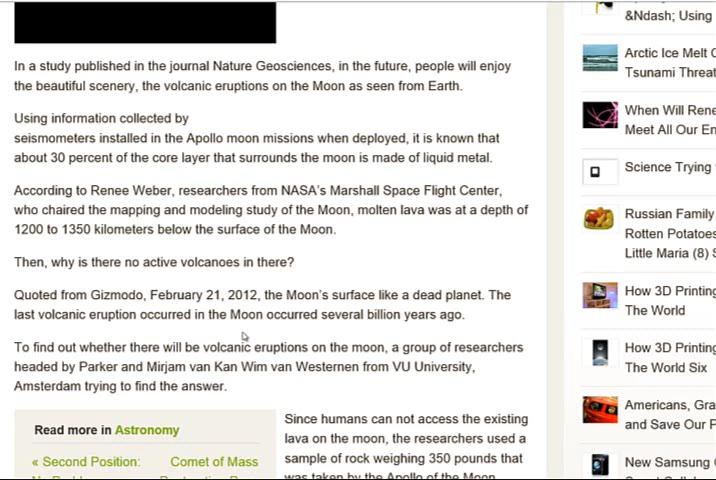 In a study published in the journal Nature Geosciences, in the future, people will enjoy
the beautiful scenery, the volcanic eruptions on the Moon as seen from Earth.
Using information collected by
seismometers installed in the Apollo moon missions when deployed, it is known that
about 30 percent of the core layer that surrounds the moon is made of liquid metal.
According to Renee Weber, researchers from NASA's Marshall Space Flight Center,
who chaired the mapping and modeling study of the Moon, molten lava was at a depth of
1200 to 1350 kilometers below the surface of the Moon.
Then, why is there no active volcanoes in there?
Quoted from Gizmodo, February 21, 2012, the Moon's surface like a dead planet. The
last volcanic eruption occurred in the Moon occurred several billion years ago.
To find out whether there will be volcanic eruptions on the moon, a group of researchers
headed by Parker and Mirjam van Kan Wim van Westernen from VU University,
Amsterdam trying to find the answer.
Read more in Astronomy
« Second Position:
Comet of Mass
Since humans can not access the existing
lava on the moon, the researchers used a
sample of rock weighing 350 pounds that
was taken by the Apollo of the Moon
&Ndash; Using
Arctic Ice Melt
Tsunami Threat
When Will Rene
Meet All Our En
Science Trying
Russian Family
Rotten Potatoes
Little Maria (8) S
How 3D Printing
The World
How 3D Printing
The World Six
Americans, Gra
and Save Our P
New Samsung